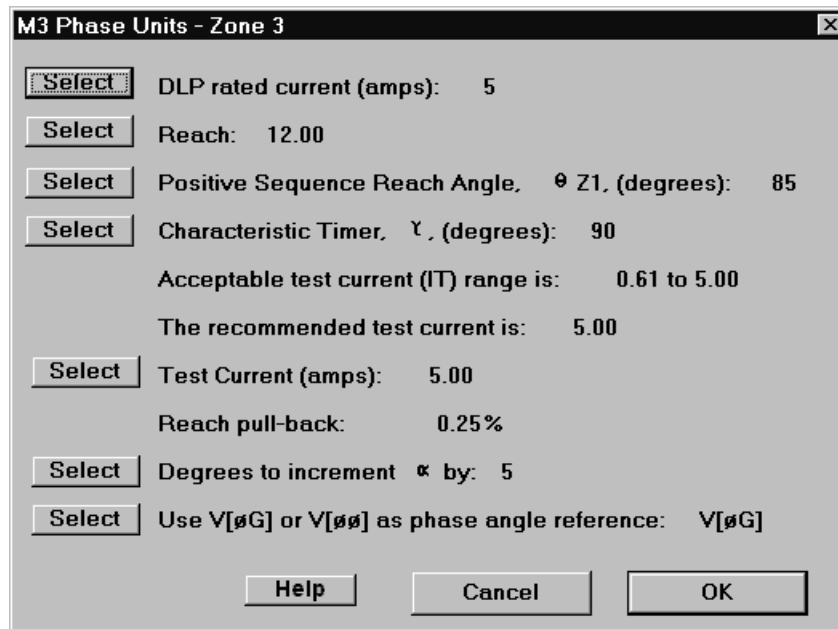 M3 Phase Units - Zone 3
Select DLP rated current (amps): 5
Select Reach: 12.00
Select Positive Sequence Reach Angle, θ Z1, (degrees): 85
Select Characteristic Timer, ϒ, (degrees): 90
Acceptable test current (IT) range is: 0.61 to 5.00
The recommended test current is: 5.00
Select Test Current (amps): 5.00
Reach pull-back: 0.25%
Select Degrees to increment ∝ by: 5
Select Use V[øG] or V[øø] as phase angle reference: V[øG]
Help Cancel OK